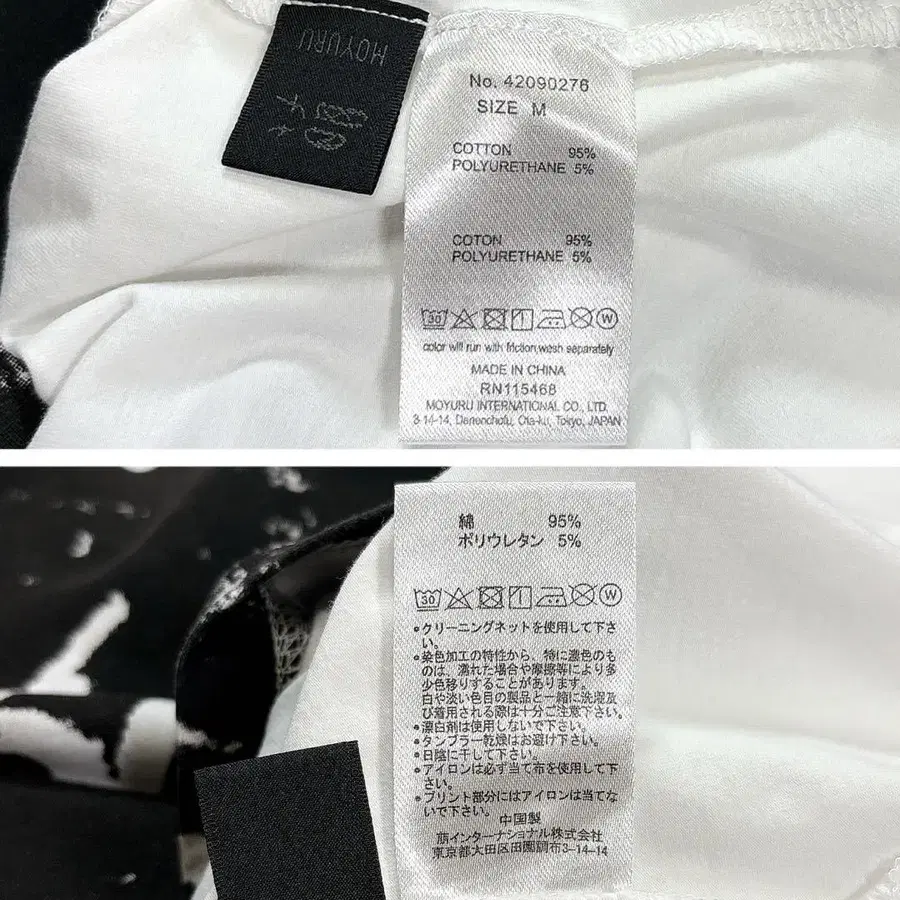 MOYURU
No. 42090276
SIZE M
COTTON 95%
POLYURETHANE 5%
COTON 95%
POLYURETHANE 5%
30
W
color will run with friction,wash separately
MADE IN CHINA
RN115468
MOYURU INTERNATIONAL CO., LTD.
3-14-14, Denenchofu, Ota-ku, Tokyo, JAPAN
綿 95%
ポリウレタン 5%
30
W
•クリーニングネットを使用して下さ
い。
•染色加工の特性から、特に濃色のも
のは、濡れた場合や摩擦等により多
少色移りすることがあります。
白や淡い色目の製品と一緒に洗濯及
び着用される際は十分ご注意下さい。
•漂白剤は使用しないで下さい。
•タンブラー乾燥はお避け下さい。
•日陰に干して下さい。
•アイロンは必ず当て布を使用して下
さい。
•プリント部分にはアイロンは当てな
いで下さい。
中国製
萠インターナショナル株式会社
東京都大田区田園調布3-14-14